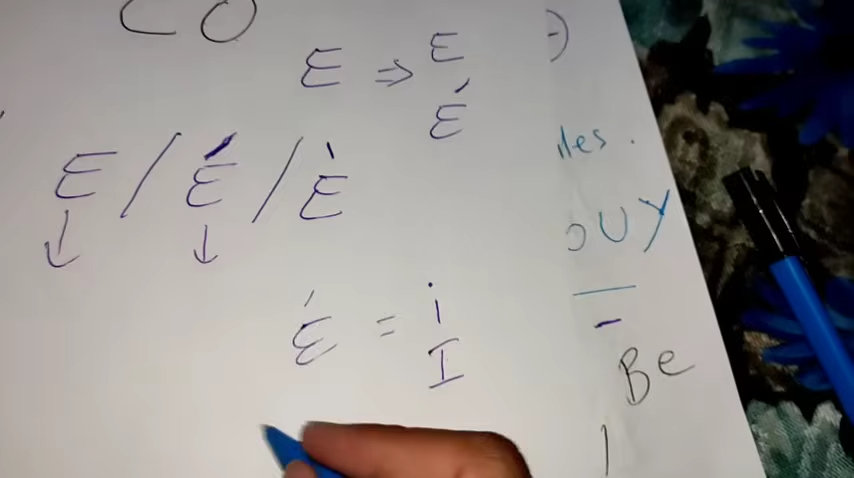 CO
E ⇒ E
É
-)
E / É / È
↓ ↓
les.
OUY
É = i
I
-
Be